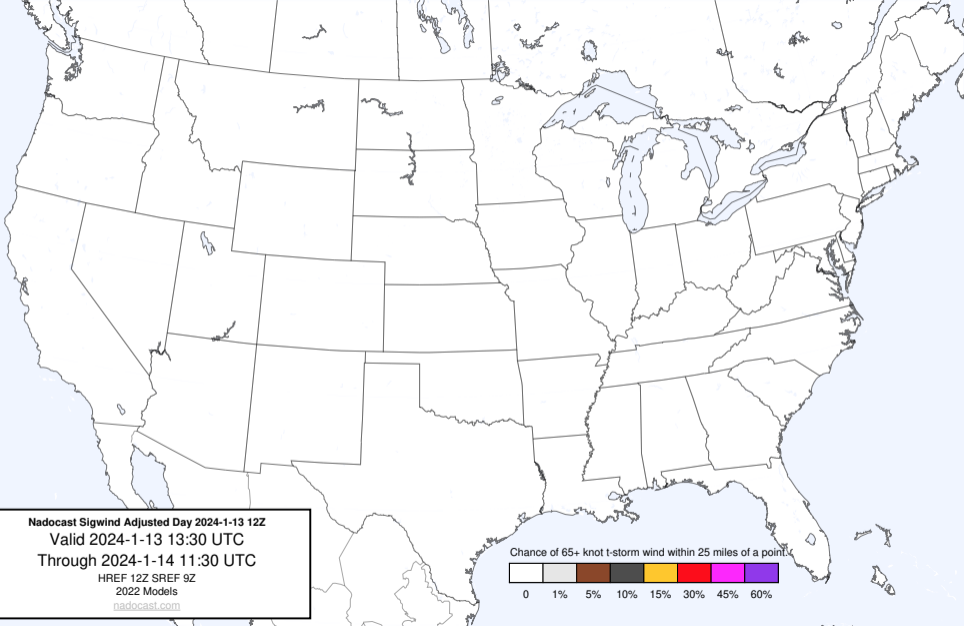 Nadocast Sigwind Adjusted Day 2024-1-13 12Z
Valid 2024-1-13 13:30 UTC
Through 2024-1-14 11:30 UTC
HREF 12Z SREF 9Z
2022 Models
nadocast.com
Chance of 65+ knot t-storm wind within 25 miles of a point.
0 1% 5% 10% 15% 30% 45% 60%